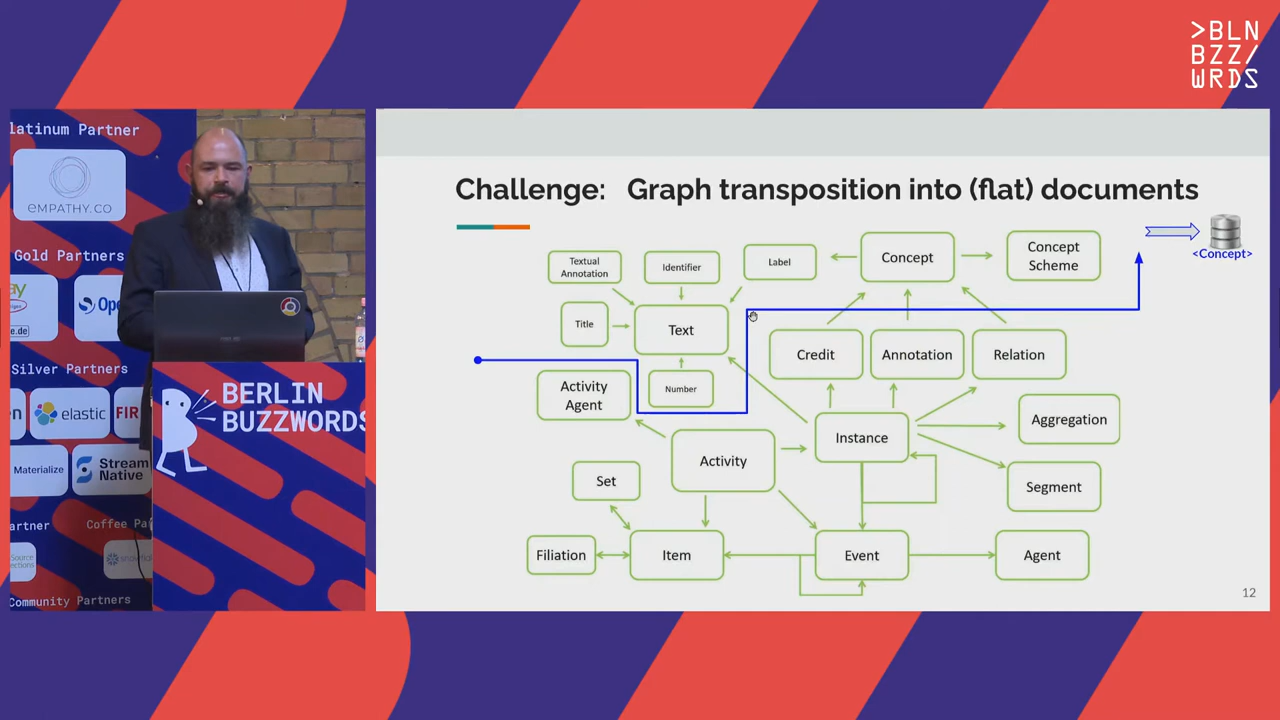 >BLN
BZZ/
WRDS
latinum Partner
EMPATHY.CO
Gold Partners
Silver Partners
elastic
FIR
Materialize
Stream
Native
artner
Coffee Pa
Community Partners
BERLIN
BUZZWORDS
Challenge: Graph transposition into (flat) documents
<Concept>
Textual
Annotation
Identifier
Label
Concept
Concept
Scheme
Title
Text
Credit
Annotation
Relation
Number
Activity
Agent
Aggregation
Instance
Activity
Set
Segment
Filiation
Item
Event
Agent
12